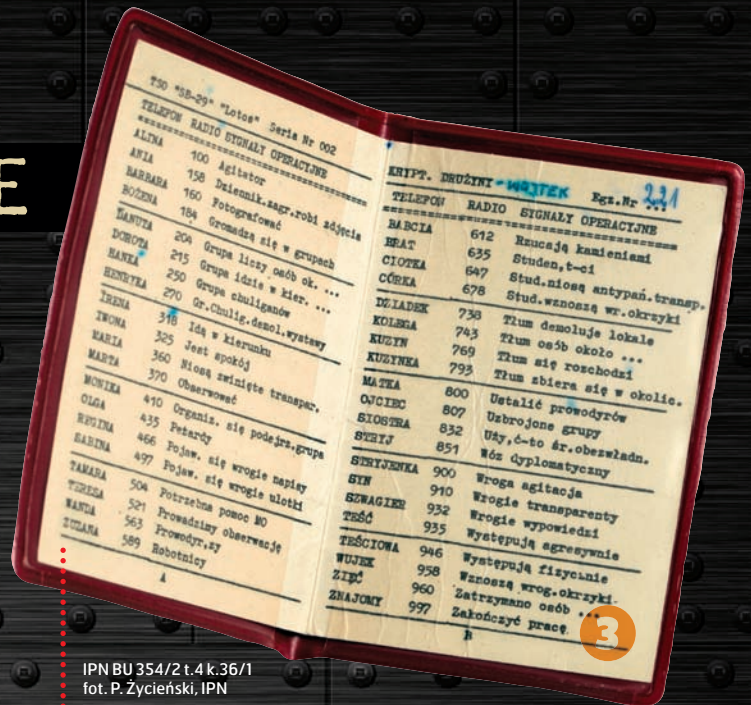 E
TSO "SB-29" "Lotos" Seria Nr 002
TELEFON RADIO SYGNAŁY OPERACYJNE
ALINA 100 Agitator
ANIA 158 Dziennik.zagr.robi zdjęcia
BARBARA 160 Fotografować
BOŻENA 184 Gromadzą się w grupach
DANUTA 204 Grupa liczy osób ok. ...
DOROTA 215 Grupa idzie w kier. ...
HANKA 250 Grupa chuliganów
HENRYKA 270 Gr.Chulig.demol.wystawy
IRENA 318 Idą w kierunku
IWONA 325 Jest spokój
MARIA 360 Niosą zwinięte transpar.
MARTA 370 Obserwować
MONIKA 410 Organiz. się podejrz.grupa
OLGA 435 Petardy
REGINA 466 Pojaw. się wrogie napisy
SABINA 497 Pojaw. się wrogie ulotki
TAMARA 504 Potrzebna pomoc MO
TERESA 521 Prowadzimy obserwację
WANDA 563 Prowodyr,zy
ZUZANA 589 Robotnicy
A
KRYPT. DRUŻYNY - WOJTEK Egz.Nr 221
TELEFON RADIO SYGNAŁY OPERACYJNE
BABCIA 612 Rzucają kamieniami
BRAT 635 Studen,t-ci
CIOTKA 647 Stud.niosą antypań.transp.
CÓRKA 678 Stud.wznoszą wr.okrzyki
DZIADEK 738 Tłum demoluje lokale
KOLEGA 743 Tłum osób około ...
KUZYN 769 Tłum się rozchodzi
KUZYNKA 793 Tłum zbiera się w okolic.
MATKA 800 Ustalić prowodyrów
OJCIEC 807 Uzbrojone grupy
SIOSTRA 832 Uży,ć-to śr.obezwładn.
STRYJ 851 Wóz dyplomatyczny
STRYJENKA 900 Wroga agitacja
SYN 910 Wrogie transparenty
SZWAGIER 932 Wrogie wypowiedzi
TEŚĆ 935 Występują agresywnie
TEŚCIOWA 946 Występują fizycznie
WUJEK 958 Wznoszą wrog.okrzyki
ZIĘĆ 960 Zatrzymano osób ...
ZNAJOMY 997 Zakończyć pracę
B
3
IPN BU 354/2 t.4 k.36/1
fot. P. Życieński, IPN